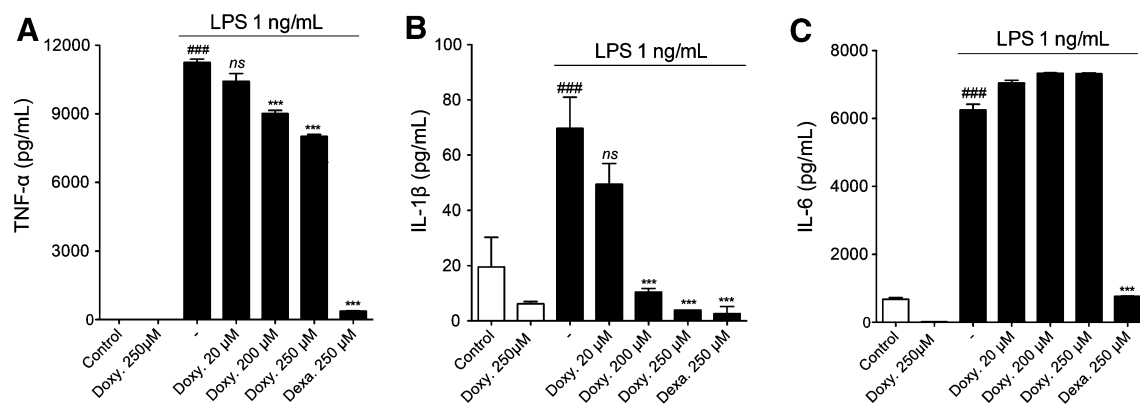 A
LPS 1 ng/mL
TNF-α (pg/mL)
12000
9000
6000
3000
0
###
ns
***
***
***
Control
Doxy. 250µM
-
Doxy. 20 µM
Doxy. 200 µM
Doxy. 250 µM
Dexa. 250 µM
B
LPS 1 ng/mL
IL-1β (pg/mL)
100
80
60
40
20
0
###
ns
***
***
***
Control
Doxy. 250µM
-
Doxy. 20 µM
Doxy. 200 µM
Doxy. 250 µM
Dexa. 250 µM
C
LPS 1 ng/mL
IL-6 (pg/mL)
8000
6000
4000
2000
0
###
***
Control
Doxy. 250µM
-
Doxy. 20 µM
Doxy. 200 µM
Doxy. 250 µM
Dexa. 250 µM